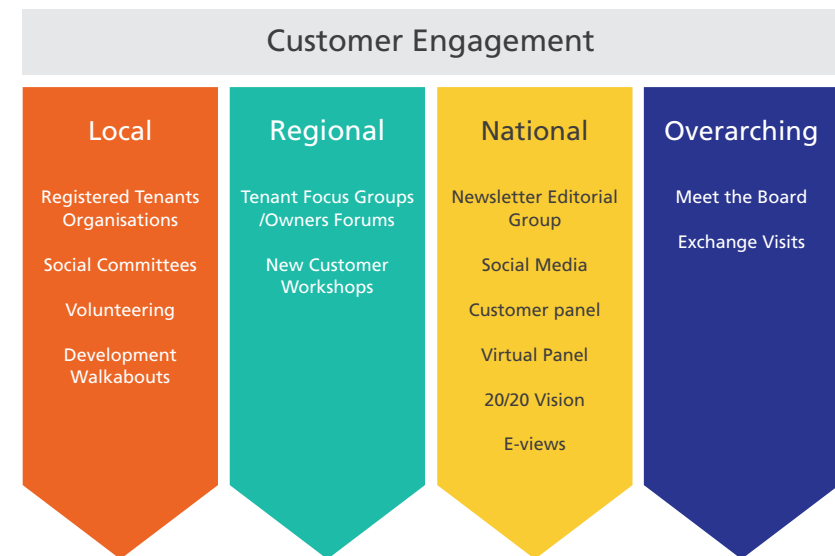 Customer Engagement
Local
Registered Tenants
Organisations
Social Committees
Volunteering
Development
Walkabouts
Regional
Tenant Focus Groups
/Owners Forums
New Customer
Workshops
National
Newsletter Editorial
Group
Social Media
Customer panel
Virtual Panel
20/20 Vision
E-views
Overarching
Meet the Board
Exchange Visits